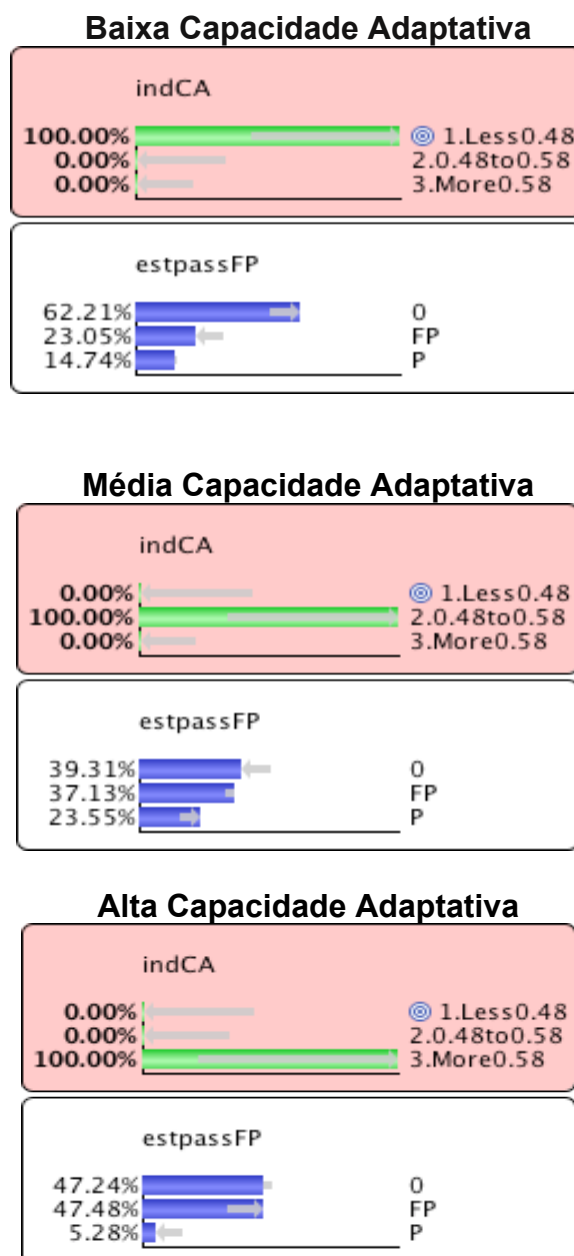 Baixa Capacidade Adaptativa
indCA
100.00% 1.Less0.48
0.00% 2.0.48to0.58
0.00% 3.More0.58
estpassFP
62.21% 0
23.05% FP
14.74% P
Média Capacidade Adaptativa
indCA
0.00% 1.Less0.48
100.00% 2.0.48to0.58
0.00% 3.More0.58
estpassFP
39.31% 0
37.13% FP
23.55% P
Alta Capacidade Adaptativa
indCA
0.00% 1.Less0.48
0.00% 2.0.48to0.58
100.00% 3.More0.58
estpassFP
47.24% 0
47.48% FP
5.28% P